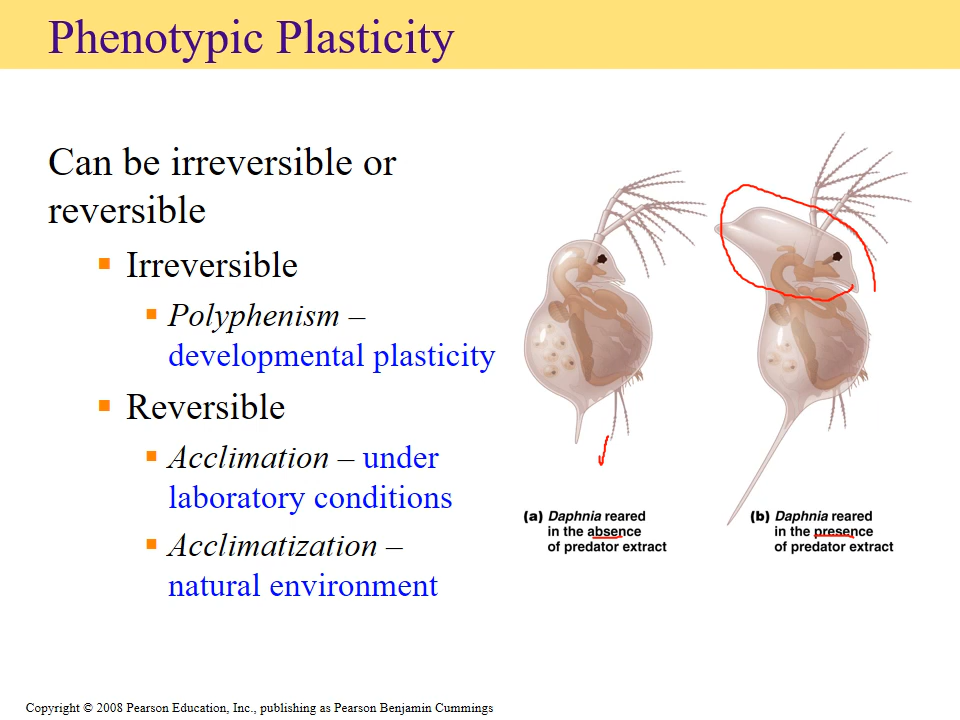 Phenotypic Plasticity
Can be irreversible or
reversible
Irreversible
Polyphenism –
developmental plasticity
Reversible
Acclimation – under
laboratory conditions
Acclimatization –
natural environment
(a) Daphnia reared
in the absence
of predator extract
(b) Daphnia reared
in the presence
of predator extract
Copyright © 2008 Pearson Education, Inc., publishing as Pearson Benjamin Cummings